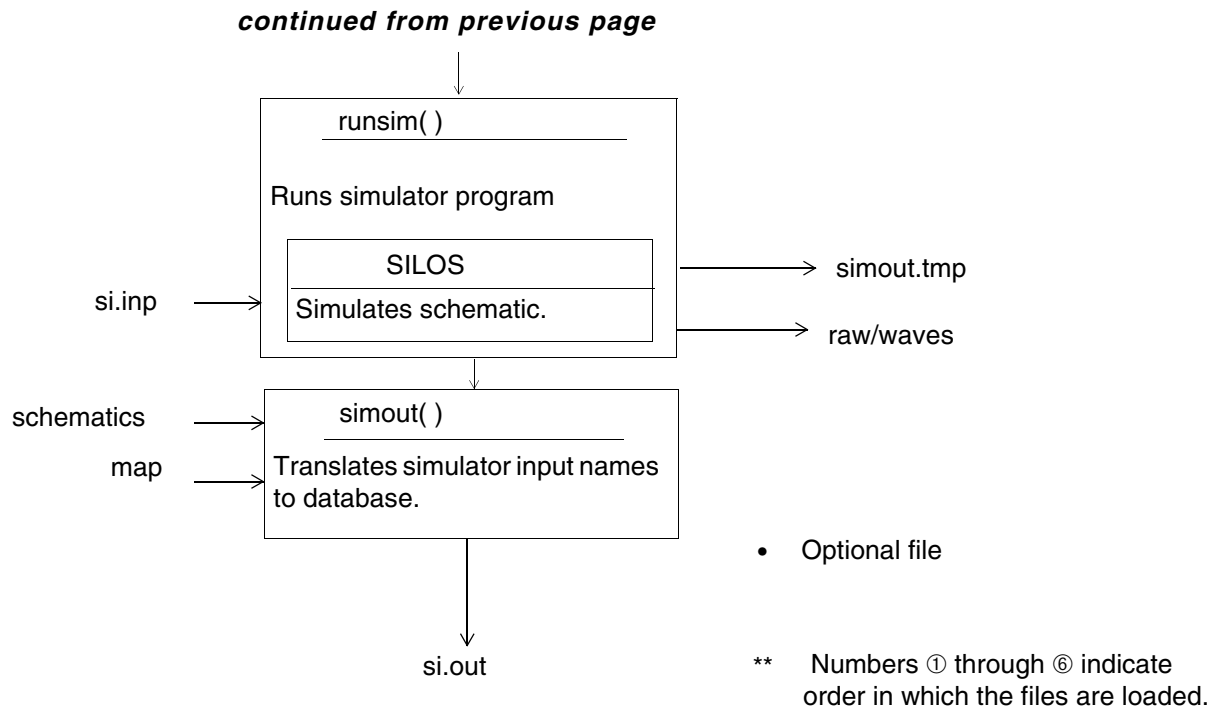 continued from previous page
runsim( )
Runs simulator program
SILOS
Simulates schematic.
si.inp
simout.tmp
raw/waves
schematics
map
simout( )
Translates simulator input names
to database.
si.out
• Optional file
** Numbers ① through ⑥ indicate
order in which the files are loaded.